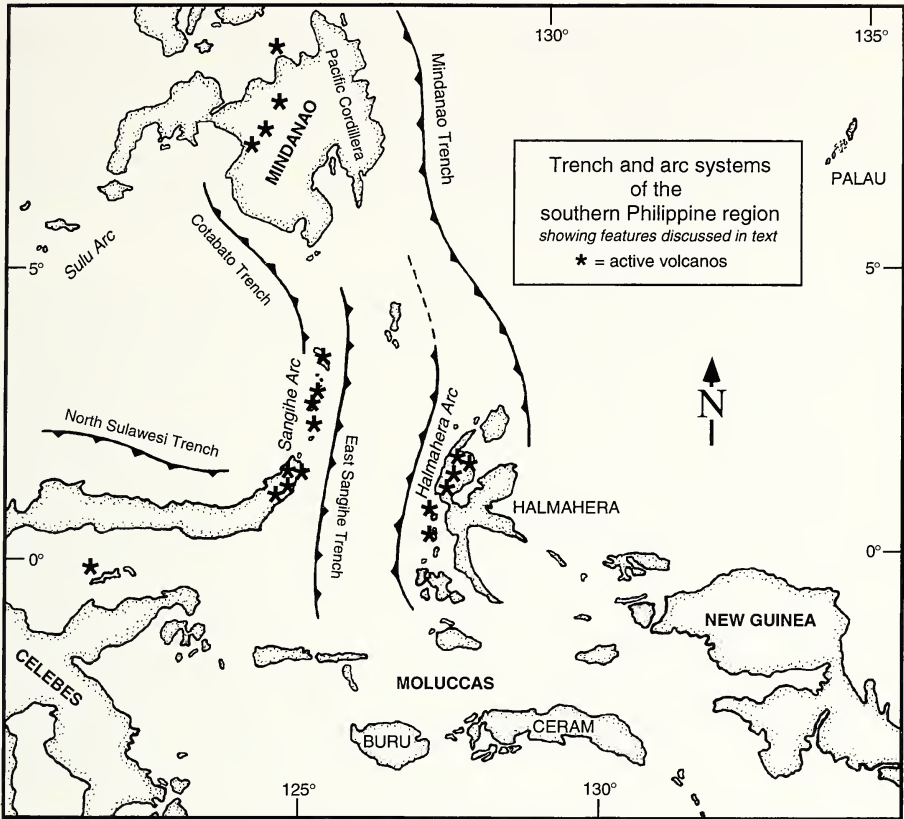 130°
135°
Pacific Cordillera
MINDANAO
Mindanao Trench
Trench and arc systems
of the
southern Philippine region
showing features discussed in text
* = active volcanos
PALAU
Sulu Arc
Cotabato Trench
5°
5°
N
Sangihe Arc
Halmahera Arc
North Sulawesi Trench
East Sangihe Trench
HALMAHERA
0°
0°
NEW GUINEA
CELEBES
MOLUCCAS
BURU
CERAM
125°
130°